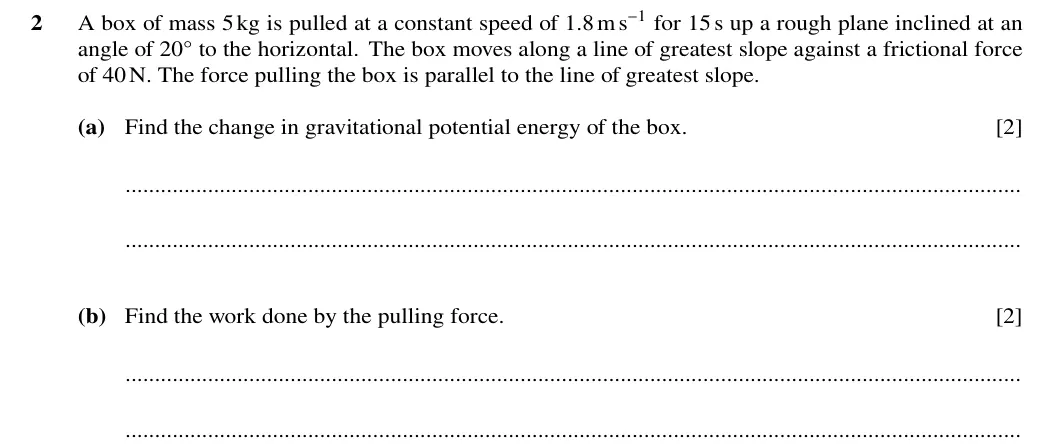 2 A box of mass 5 kg is pulled at a constant speed of 1.8 m s⁻¹ for 15 s up a rough plane inclined at an
angle of 20° to the horizontal. The box moves along a line of greatest slope against a frictional force
of 40 N. The force pulling the box is parallel to the line of greatest slope.
(a) Find the change in gravitational potential energy of the box. [2]
(b) Find the work done by the pulling force. [2]